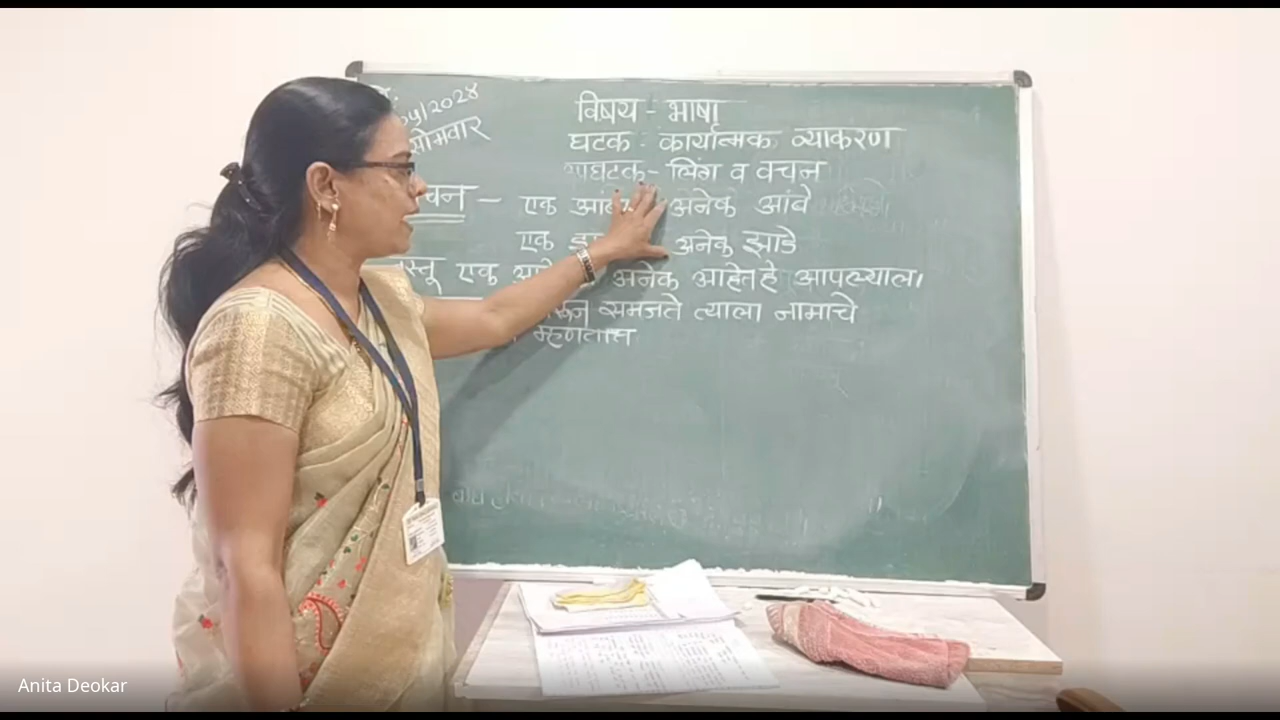 विषय - भाषा
घटक - कार्यात्मक व्याकरण
उपघटक - लिंग व वचन
सोमवार
वचन - एक अनेक आंबे
एक अनेक झाडे
वस्तू एक अनेक आहेत हे आपल्याला
समजते त्याला नामाचे
म्हणतात
Anita Deokar